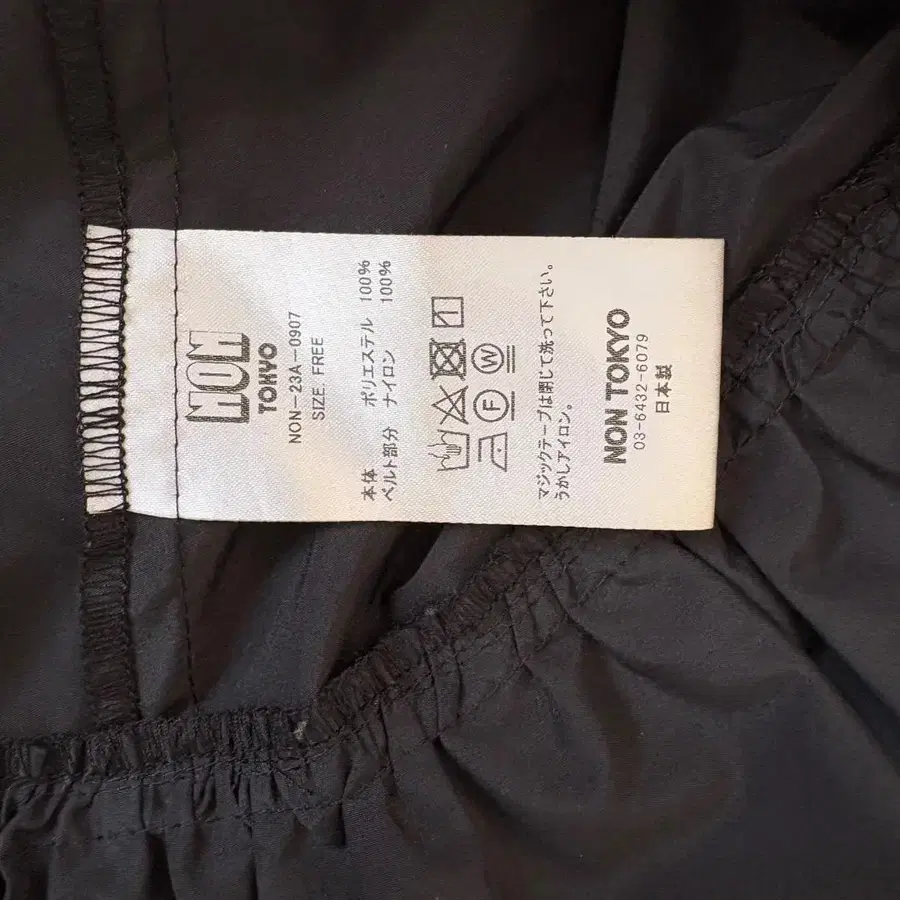 NON
TOKYO
NON-23A-0907
SIZE. FREE
本体 ポリエステル 100%
ベルト部分 ナイロン 100%
F W
マジックテープは閉じて洗って下さい。
うかしアイロン。
NON TOKYO
03-6432-6079
日本製